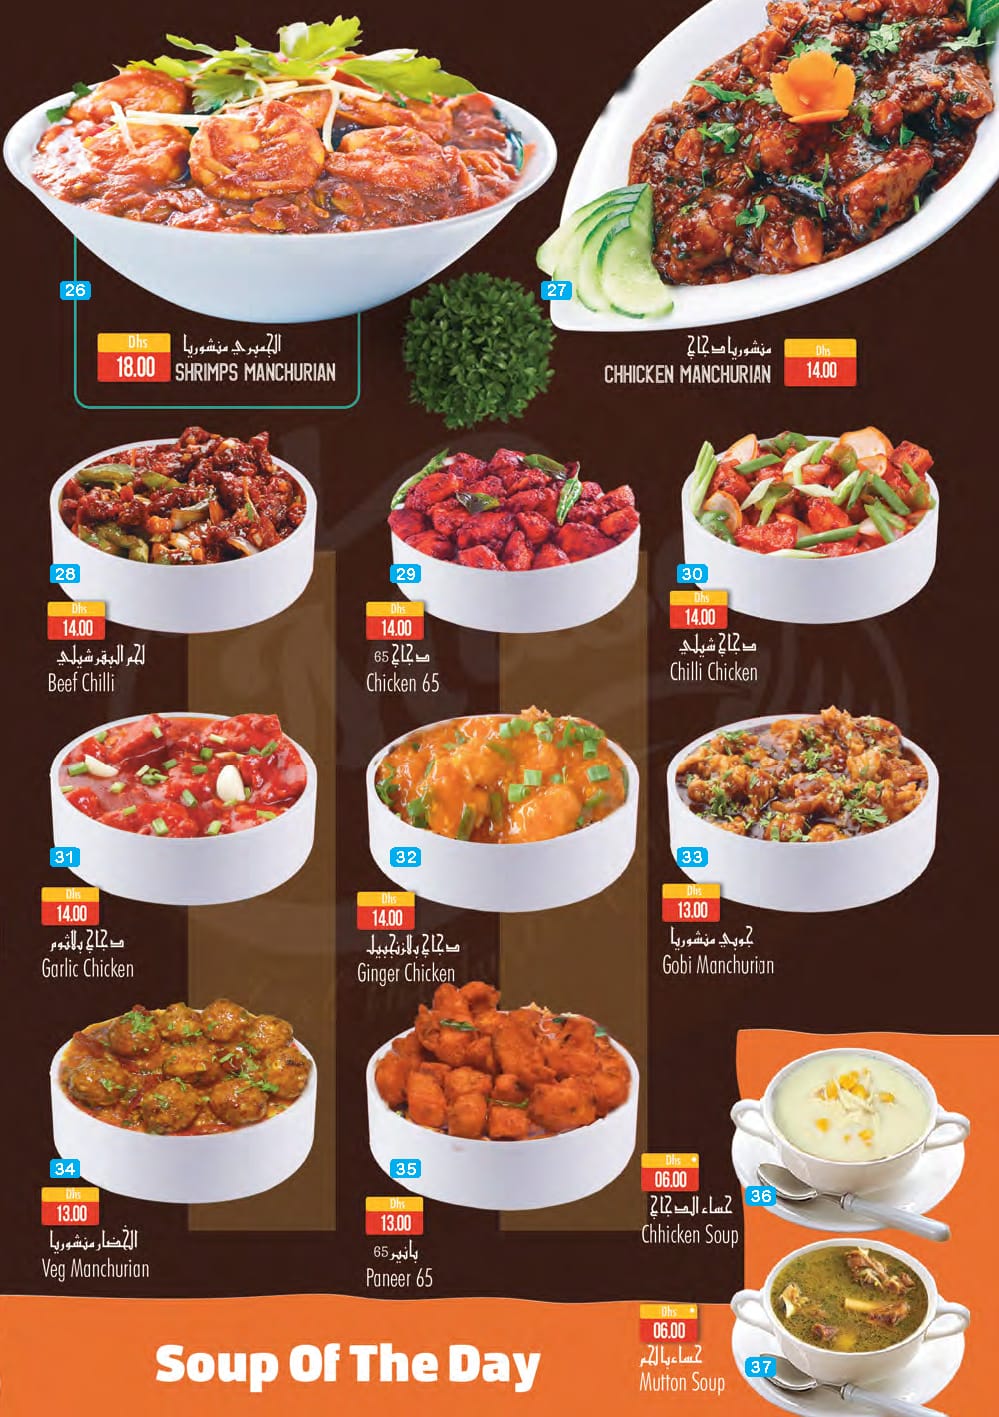 26
Dhs
18.00
الجمبري منشوريا
SHRIMPS MANCHURIAN
27
منشوريا دجاج
CHHICKEN MANCHURIAN
Dhs
14.00
28
Dhs
14.00
لحم البقر شيلي
Beef Chilli
29
Dhs
14.00
دجاج 65
Chicken 65
30
Dhs
14.00
دجاج شيلي
Chilli Chicken
31
Dhs
14.00
دجاج بلاثوم
Garlic Chicken
32
Dhs
14.00
دجاج بلازنجبيل
Ginger Chicken
33
Dhs
13.00
جوبي منشوريا
Gobi Manchurian
34
Dhs
13.00
الخضار منشوريا
Veg Manchurian
35
Dhs
13.00
بانير 65
Paneer 65
36
Dhs
06.00
حساء الدجاج
Chhicken Soup
37
Dhs
06.00
حساء بالحم
Mutton Soup
Soup Of The Day